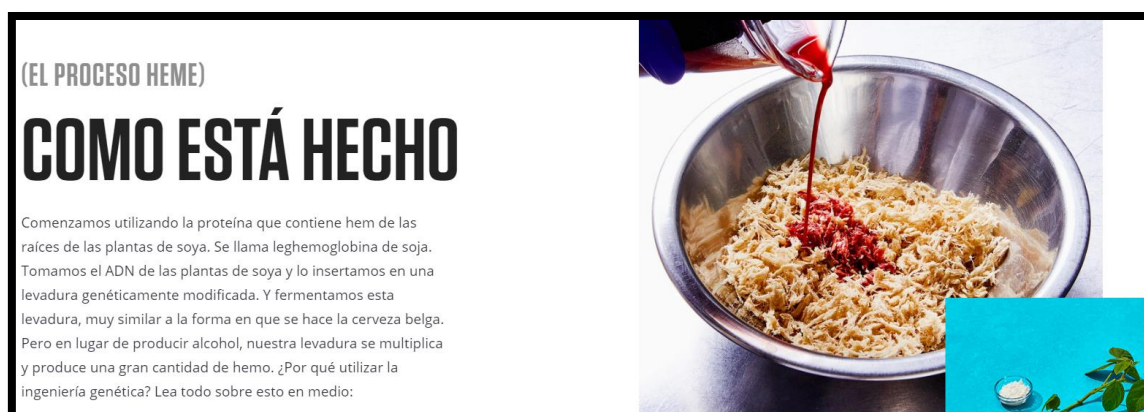 (EL PROCESO HEME)
COMO ESTÁ HECHO
Comenzamos utilizando la proteína que contiene hem de las
raíces de las plantas de soya. Se llama leghemoglobina de soja.
Tomamos el ADN de las plantas de soya y lo insertamos en una
levadura genéticamente modificada. Y fermentamos esta
levadura, muy similar a la forma en que se hace la cerveza belga.
Pero en lugar de producir alcohol, nuestra levadura se multiplica
y produce una gran cantidad de hemo. ¿Por qué utilizar la
ingeniería genética? Lea todo sobre esto en medio: